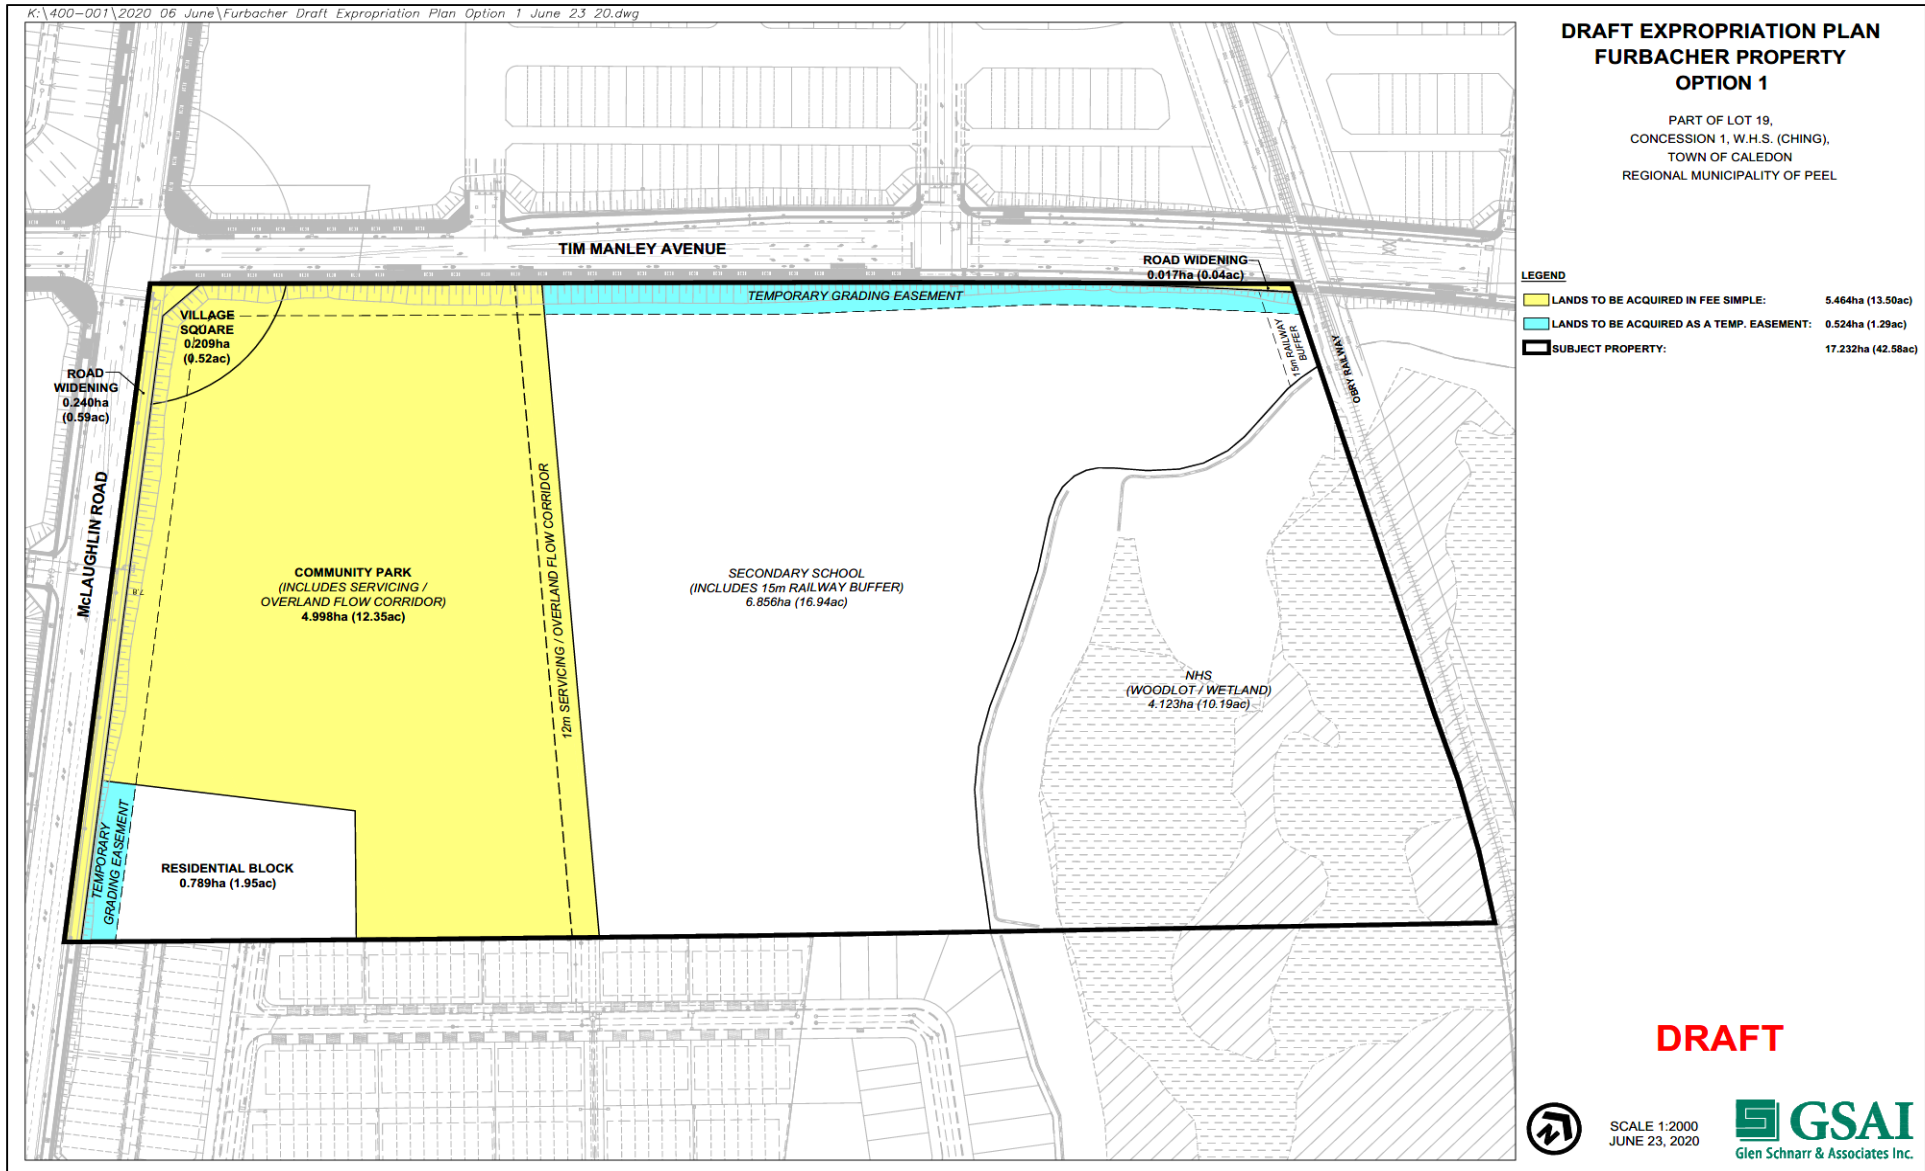 K:\400-001\2020 06 June\Furbacher Draft Expropriation Plan Option 1 June 23 20.dwg
DRAFT EXPROPRIATION PLAN
FURBACHER PROPERTY
OPTION 1
PART OF LOT 19,
CONCESSION 1, W.H.S. (CHING),
TOWN OF CALEDON
REGIONAL MUNICIPALITY OF PEEL
LEGEND
LANDS TO BE ACQUIRED IN FEE SIMPLE: 5.464ha (13.50ac)
LANDS TO BE ACQUIRED AS A TEMP. EASEMENT: 0.524ha (1.29ac)
SUBJECT PROPERTY: 17.232ha (42.58ac)
TIM MANLEY AVENUE
ROAD WIDENING
0.017ha (0.04ac)
TEMPORARY GRADING EASEMENT
VILLAGE
SQUARE
0.209ha
(0.52ac)
ROAD
WIDENING
0.240ha
(0.59ac)
15m RAILWAY
BUFFER
OBRY RAILWAY
McLAUGHLIN ROAD
COMMUNITY PARK
(INCLUDES SERVICING /
OVERLAND FLOW CORRIDOR)
4.998ha (12.35ac)
12m SERVICING / OVERLAND FLOW CORRIDOR
SECONDARY SCHOOL
(INCLUDES 15m RAILWAY BUFFER)
6.856ha (16.94ac)
NHS
(WOODLOT / WETLAND)
4.123ha (10.19ac)
TEMPORARY
GRADING EASEMENT
RESIDENTIAL BLOCK
0.789ha (1.95ac)
DRAFT
SCALE 1:2000
JUNE 23, 2020
GSAI
Glen Schnarr & Associates Inc.